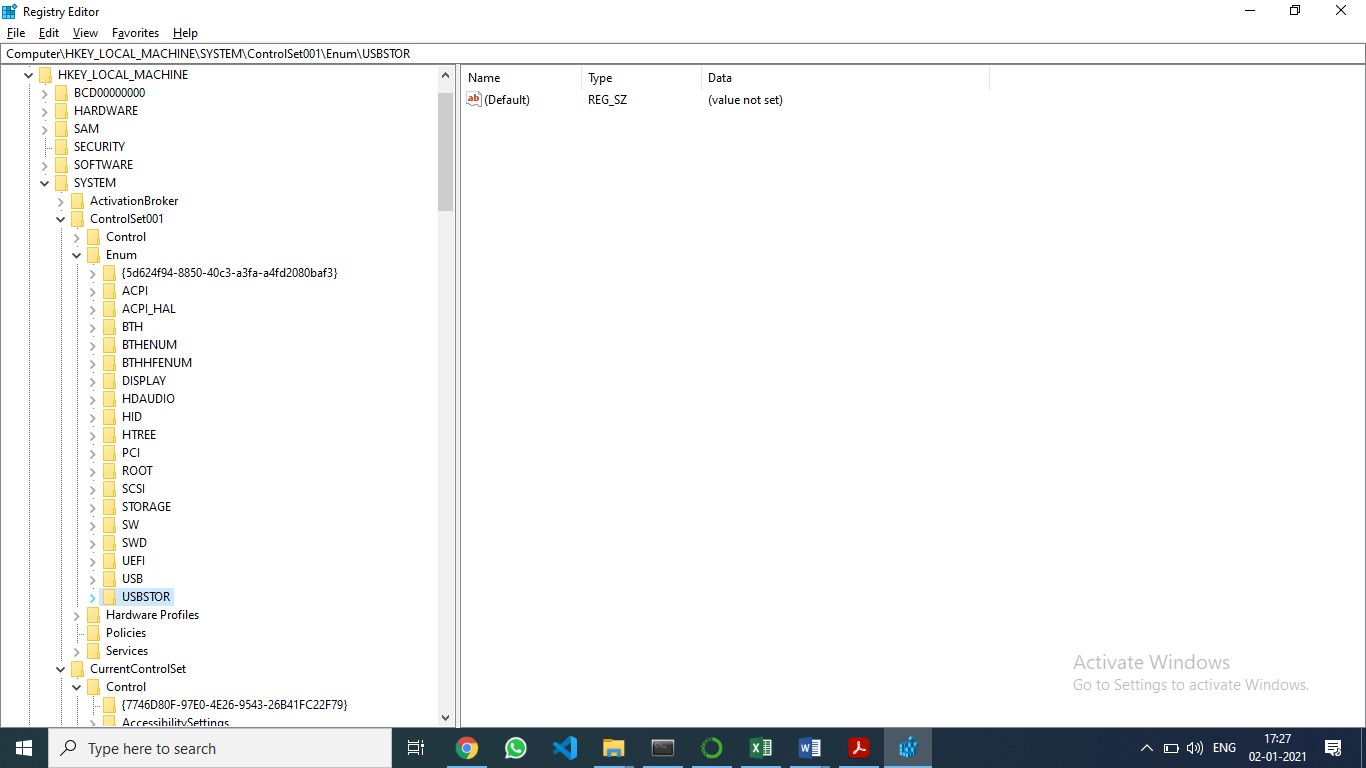 Registry Editor
File Edit View Favorites Help
Computer\HKEY_LOCAL_MACHINE\SYSTEM\ControlSet001\Enum\USBSTOR
HKEY_LOCAL_MACHINE
BCD00000000
HARDWARE
SAM
SECURITY
SOFTWARE
SYSTEM
ActivationBroker
ControlSet001
Control
Enum
{5d624f94-8850-40c3-a3fa-a4fd2080baf3}
ACPI
ACPI_HAL
BTH
BTHENUM
BTHHFENUM
DISPLAY
HDAUDIO
HID
HTREE
PCI
ROOT
SCSI
STORAGE
SW
SWD
UEFI
USB
USBSTOR
Hardware Profiles
Policies
Services
CurrentControlSet
Control
{7746D80F-97E0-4E26-9543-26B41FC22F79}
AccessibilitySettings
Name Type Data
ab (Default) REG_SZ (value not set)
Activate Windows
Go to Settings to activate Windows.
Type here to search
ENG
17:27
02-01-2021